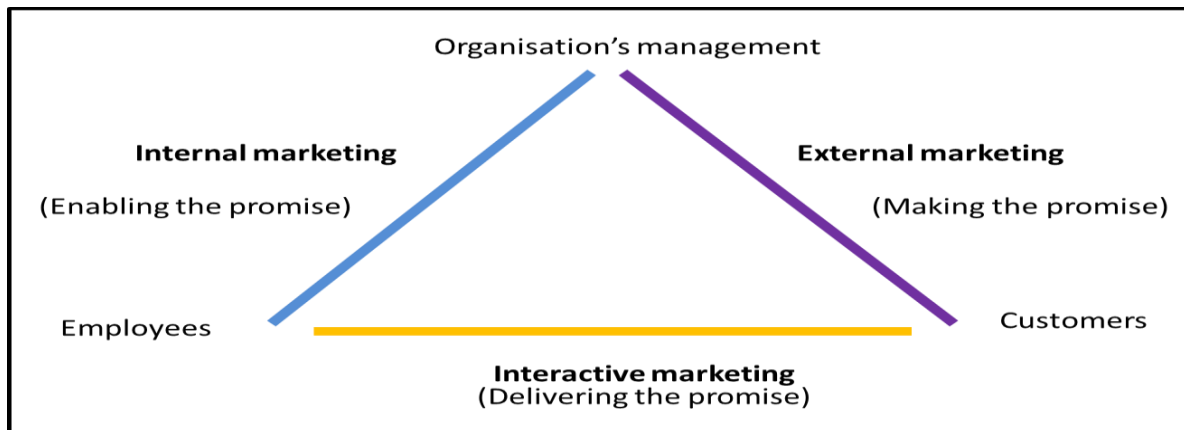 Organisation’s management
Internal marketing
External marketing
(Enabling the promise)
(Making the promise)
Employees
Customers
Interactive marketing
(Delivering the promise)